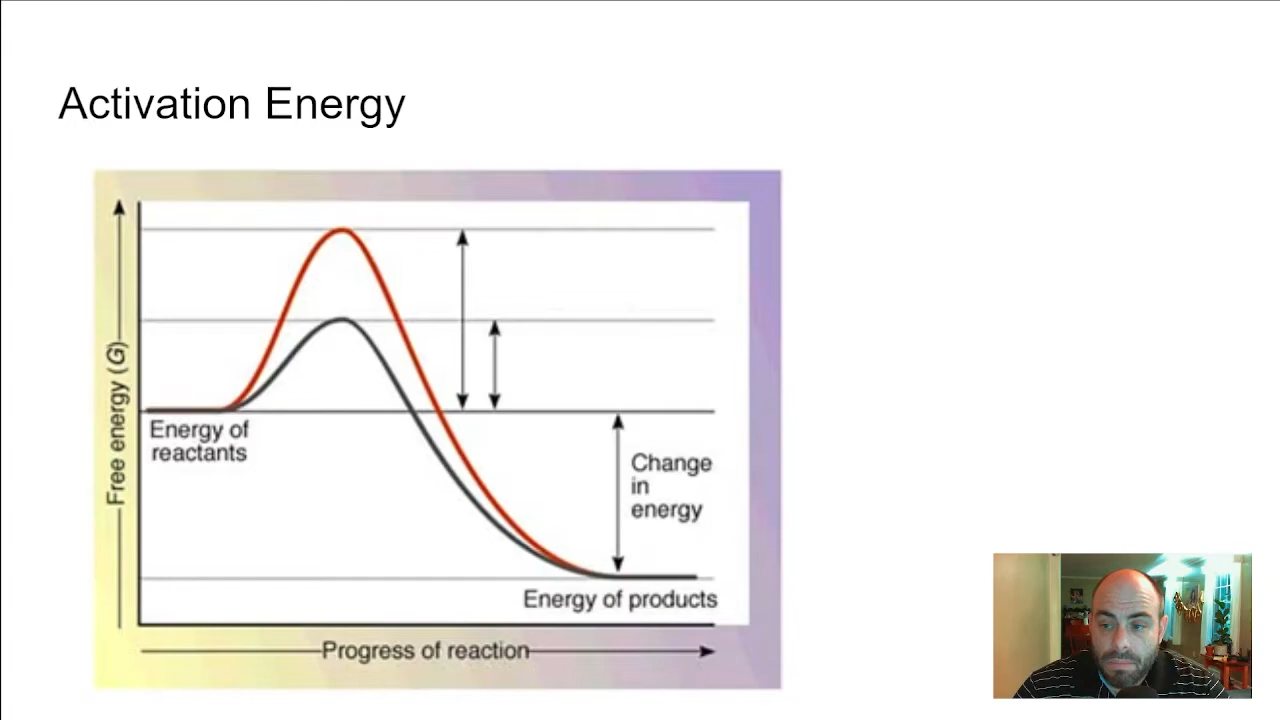 Activation Energy
Free energy (G)
Energy of
reactants
Change
in
energy
Energy of products
Progress of reaction